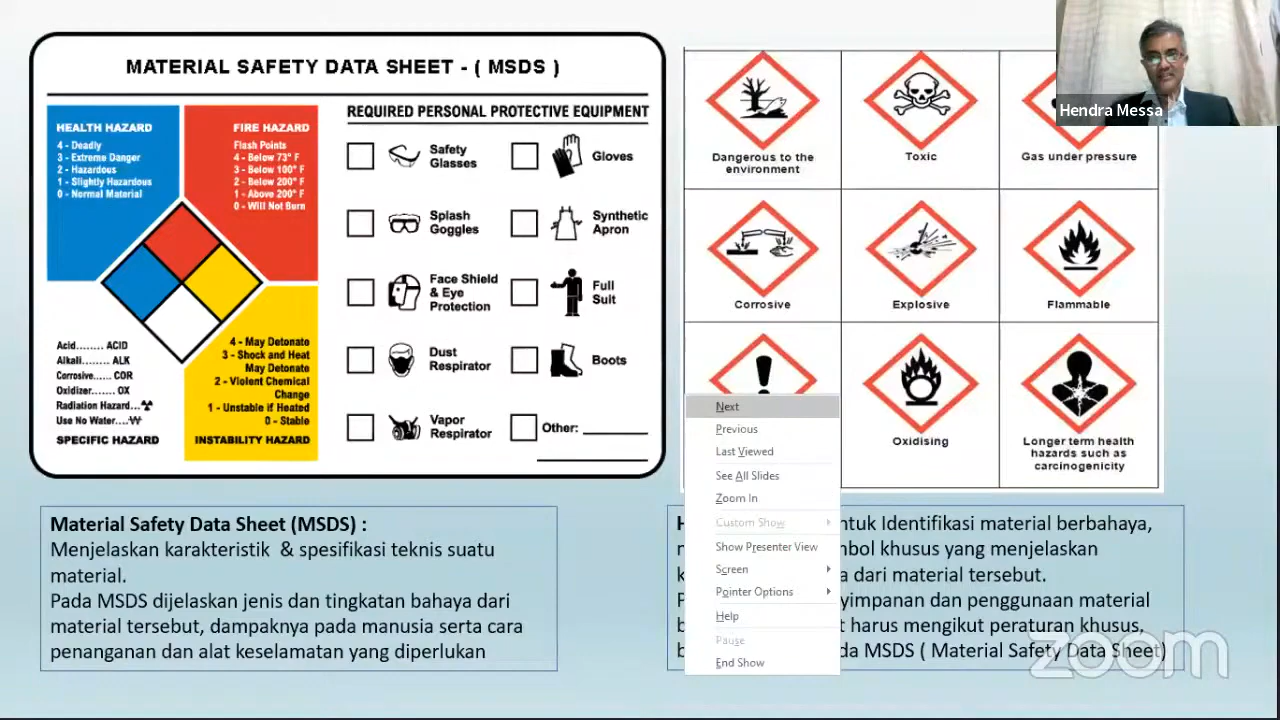 MATERIAL SAFETY DATA SHEET - ( MSDS )
HEALTH HAZARD
4 - Deadly
3 - Extreme Danger
2 - Hazardous
1 - Slightly Hazardous
0 - Normal Material
FIRE HAZARD
Flash Points
4 - Below 73° F
3 - Below 100° F
2 - Below 200° F
1 - Above 200° F
0 - Will Not Burn
Acid........ ACID
Alkali........ ALK
Corrosive...... COR
Oxidizer....... OX
Radiation Hazard...
Use No Water....W
SPECIFIC HAZARD
4 - May Detonate
3 - Shock and Heat
May Detonate
2 - Violent Chemical
Change
1 - Unstable if Heated
0 - Stable
INSTABILITY HAZARD
REQUIRED PERSONAL PROTECTIVE EQUIPMENT
Safety
Glasses
Gloves
Splash
Goggles
Synthetic
Apron
Face Shield
& Eye
Protection
Full
Suit
Dust
Respirator
Boots
Vapor
Respirator
Other:
Dangerous to the
environment
Toxic
Gas under pressure
Corrosive
Explosive
Flammable
Oxidising
Longer term health
hazards such as
carcinogenicity
Hendra Messa
Next
Previous
Last Viewed
See All Slides
Zoom In
Custom Show
Show Presenter View
Screen
Pointer Options
Help
Pause
End Show
Material Safety Data Sheet (MSDS) :
Menjelaskan karakteristik & spesifikasi teknis suatu
material.
Pada MSDS dijelaskan jenis dan tingkatan bahaya dari
material tersebut, dampaknya pada manusia serta cara
penanganan dan alat keselamatan yang diperlukan
Identifikasi material berbahaya,
khusus yang menjelaskan
dari material tersebut.
dan penggunaan material
harus mengikut peraturan khusus,
MSDS ( Material Safety Data Sheet)
zoom